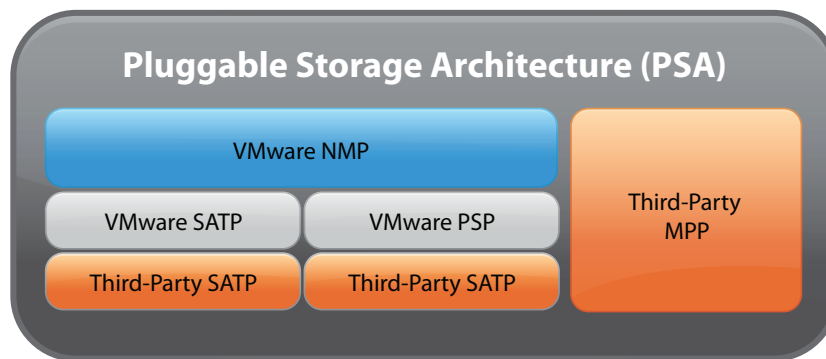 Pluggable Storage Architecture (PSA)
VMware NMP
VMware SATP
VMware PSP
Third-Party SATP
Third-Party SATP
Third-Party
MPP